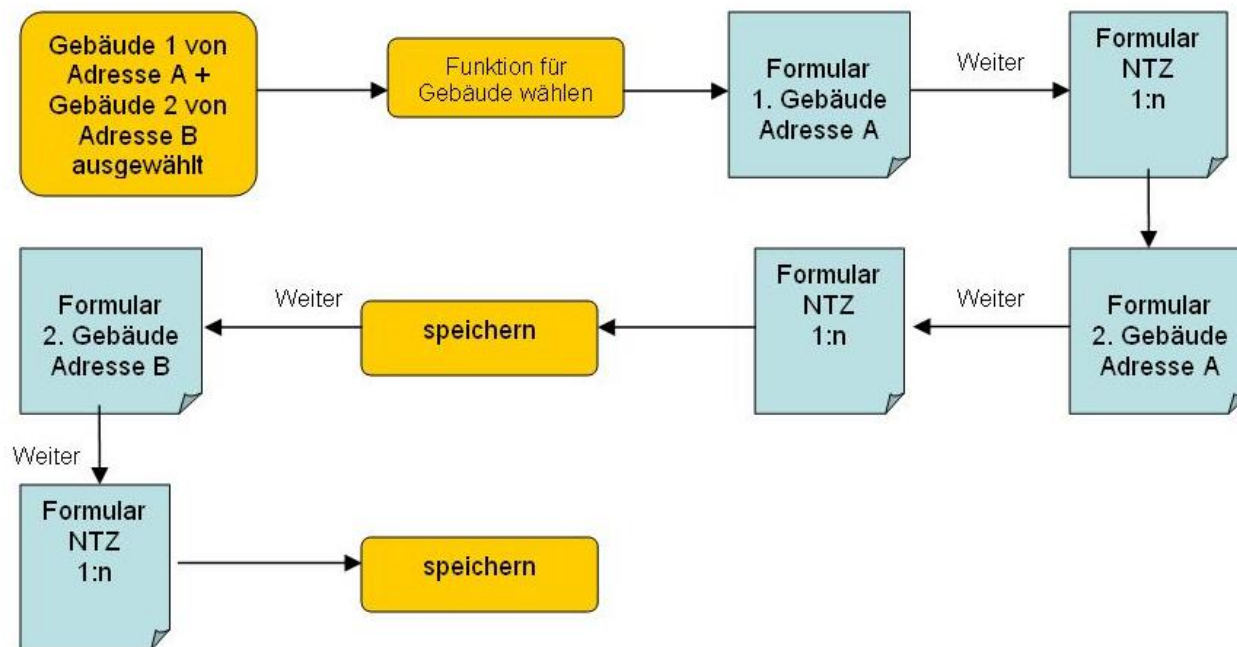 Gebäude 1 von
Adresse A +
Gebäude 2 von
Adresse B
ausgewählt
Funktion für
Gebäude wählen
Formular
1. Gebäude
Adresse A
Weiter
Formular
NTZ
1:n
Formular
2. Gebäude
Adresse A
Weiter
Formular
NTZ
1:n
speichern
Weiter
Formular
2. Gebäude
Adresse B
Weiter
Formular
NTZ
1:n
speichern